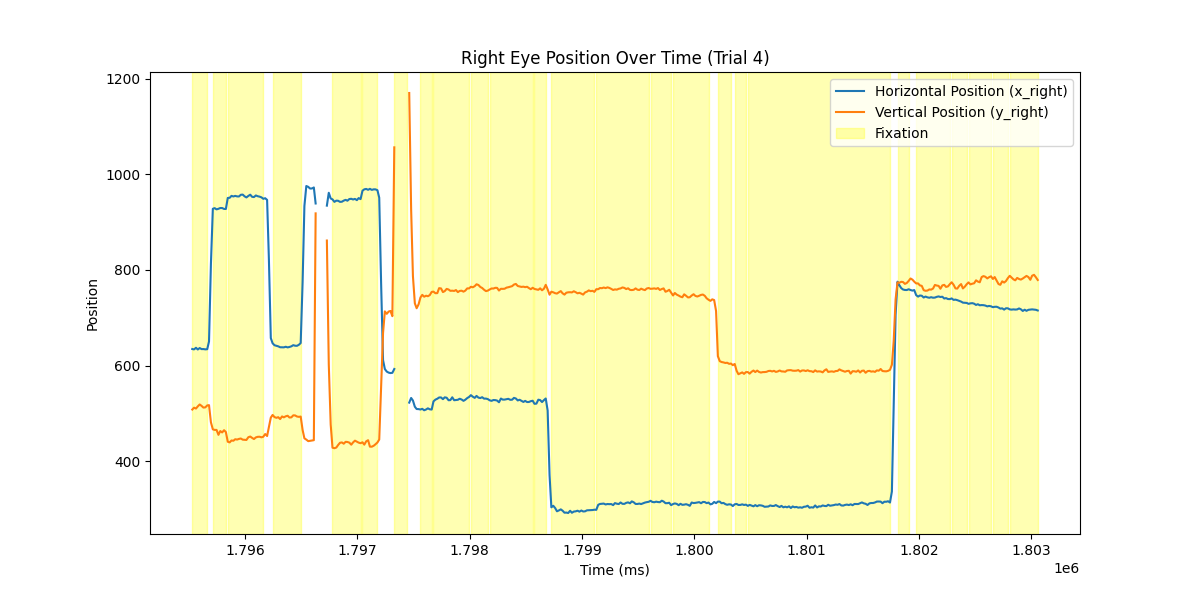 Right Eye Position Over Time (Trial 4)
Horizontal Position (x_right)
Vertical Position (y_right)
Fixation
Position
1200
1000
800
600
400
1.796 1.797 1.798 1.799 1.800 1.801 1.802 1.803
1e6
Time (ms)